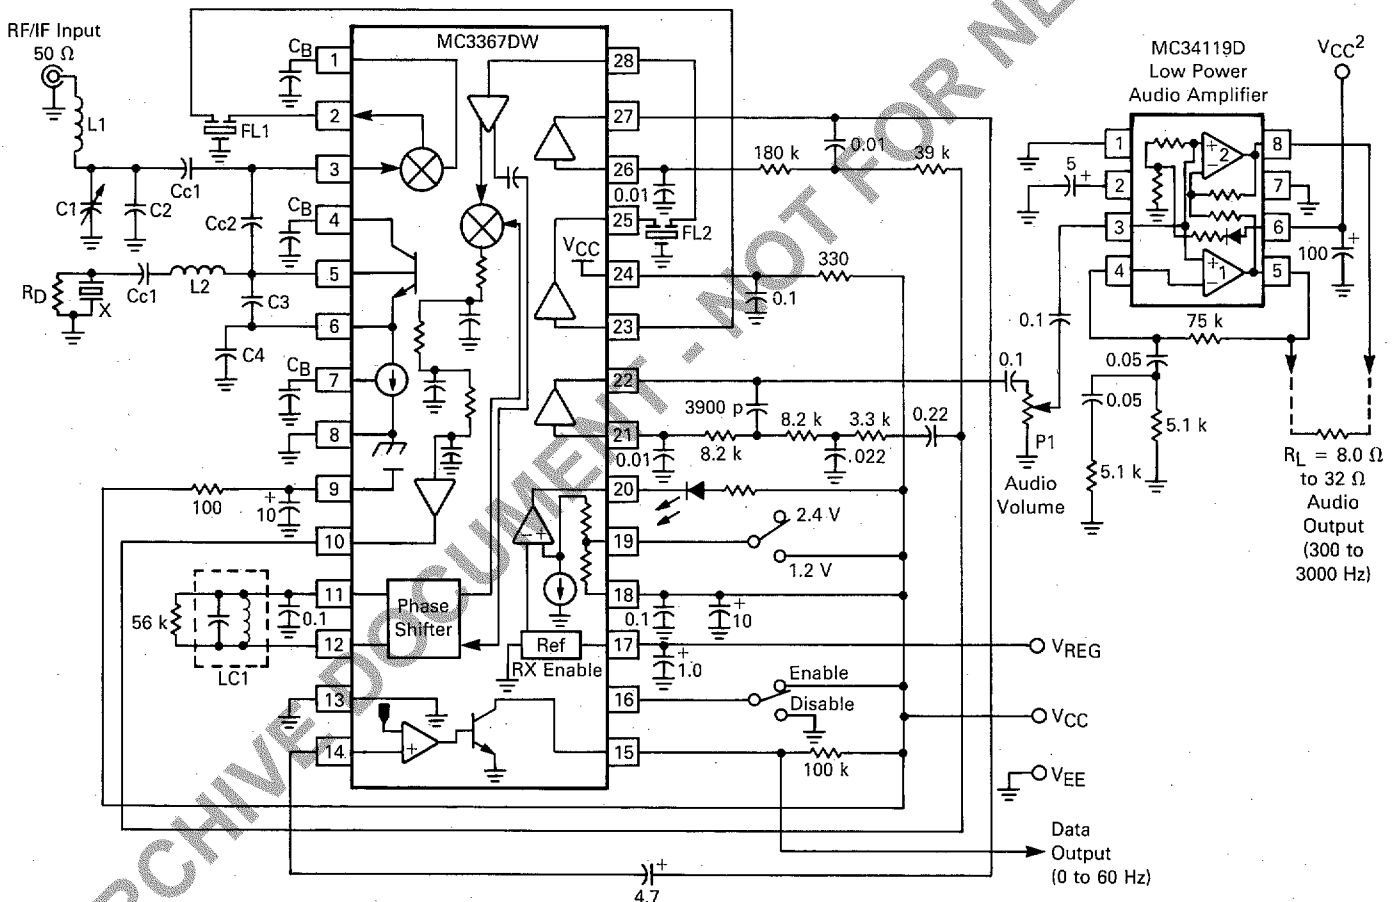 RF/IF Input
50 Ω
L1
C1
C2
Cc1
Cc2
RD
X
Cc1
L2
C3
C4
FL1
MC3367DW
CB
1
2
3
CB
4
5
6
CB
7
8
9
10
11
12
13
14
100
+
10
56 k
LC1
0.1
Phase
Shifter
28
27
26
25
24
23
22
21
20
19
18
17
16
15
VCC
Ref
RX Enable
- +
+
0.01
180 k
0.01
39 k
FL2
330
0.1
3900 p
0.01
8.2 k
8.2 k
.022
3.3 k
0.22
2.4 V
1.2 V
0.1
+
10
+
1.0
Enable
Disable
100 k
4.7
+
0.1
P1
Audio
Volume
VREG
VCC
VEE
Data
Output
(0 to 60 Hz)
MC34119D
Low Power
Audio Amplifier
VCC2
1
2
3
4
8
7
6
5
+
2
-
+
1
-
5
+
0.1
100
+
75 k
0.05
0.05
5.1 k
5.1 k
RL = 8.0 Ω
to 32 Ω
Audio
Output
(300 to
3000 Hz)
RCHIVE DOCUMENT - NOT FOR NE